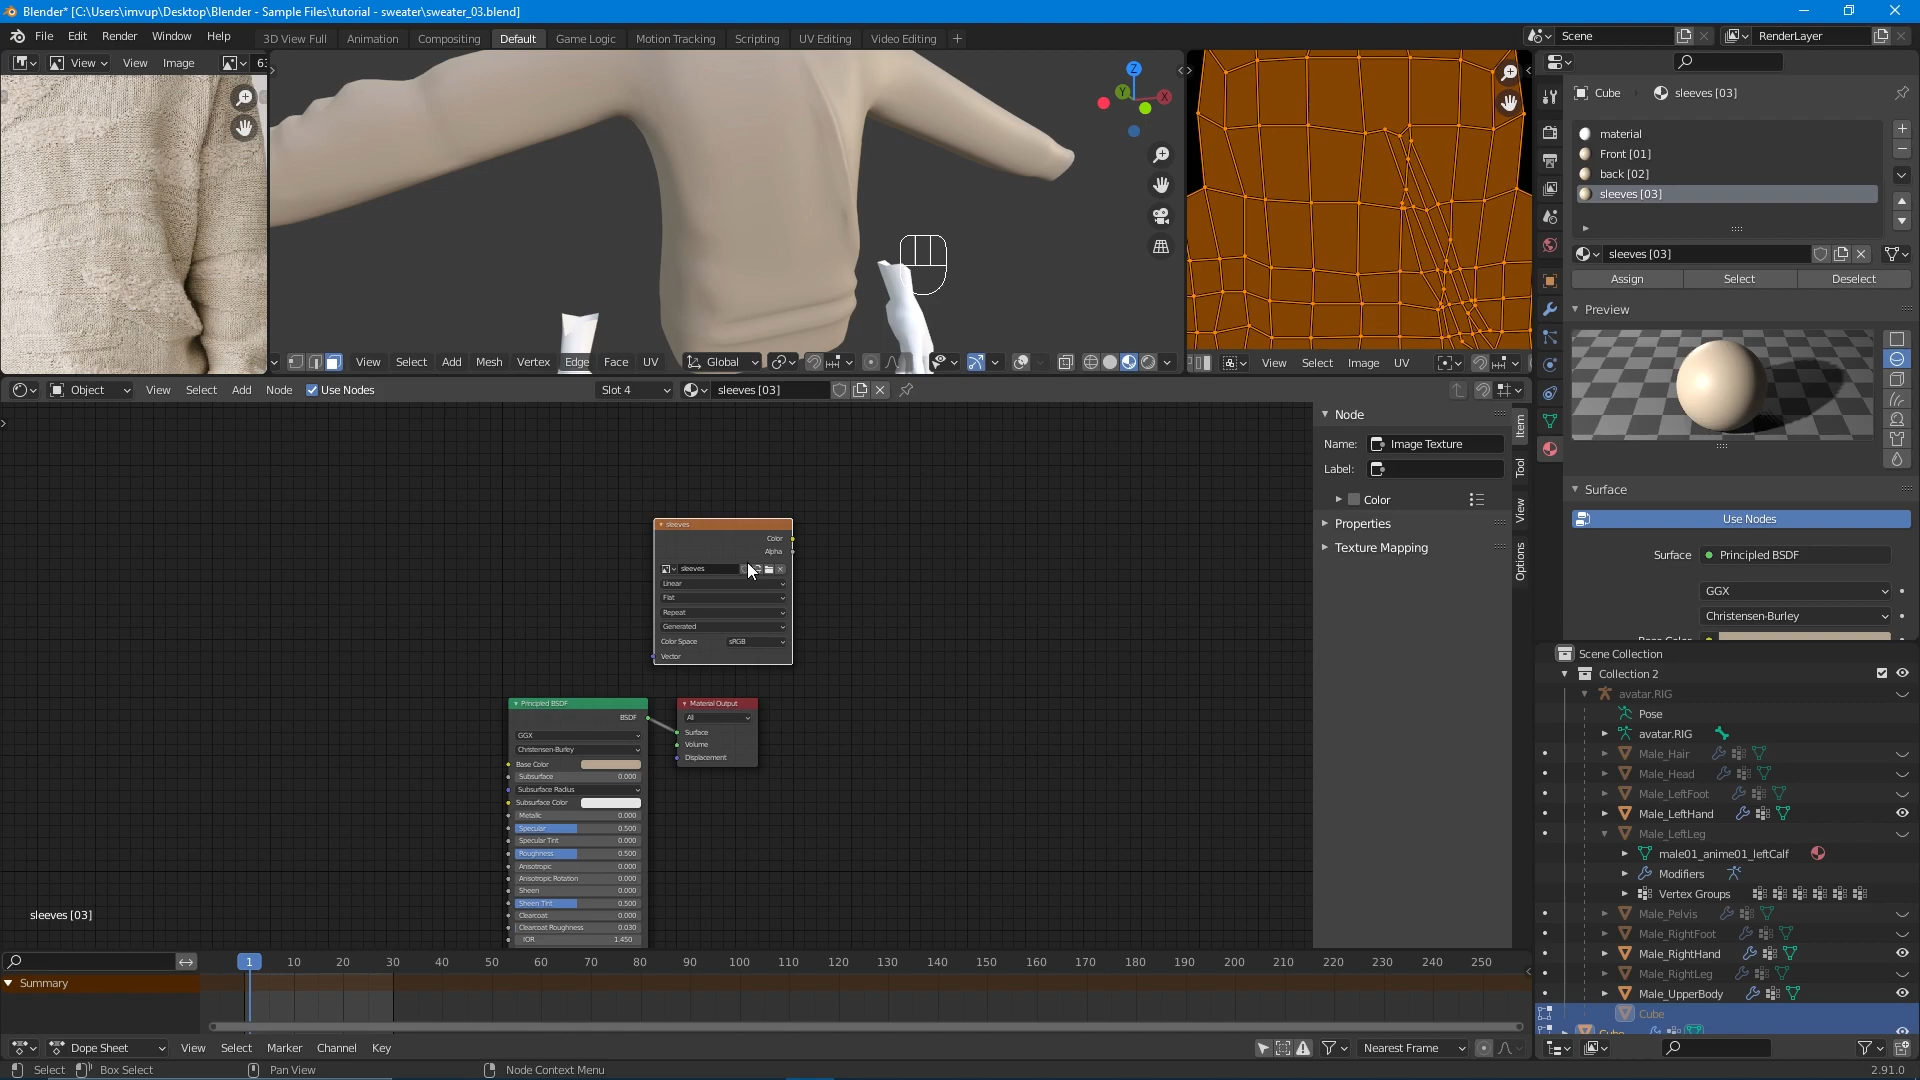 Blender* [C:\Users\imvup\Desktop\Blender - Sample Files\tutorial - sweater\sweater_03.blend]
File Edit Render Window Help 3D View Full Animation Compositing Default Game Logic Motion Tracking Scripting UV Editing Video Editing + Scene RenderLayer
View View Image 63
Cube sleeves [03]
material
Front [01]
back [02]
sleeves [03]
sleeves [03]
Assign Select Deselect
Preview
Z
Y X
View Select Add Mesh Vertex Edge Face UV Global View Select Image UV
Object View Select Add Node Use Nodes Slot 4 sleeves [03]
Node
Name: Image Texture
Label:
Color
Properties
Texture Mapping
Item
Tool
View
Options
Surface
Use Nodes
Surface Principled BSDF
GGX
Christensen-Burley
Base Color
sleeves
Color
Alpha
sleeves
Linear
Flat
Repeat
Generated
Color Space sRGB
Vector
Principled BSDF
BSDF
GGX
Christensen-Burley
Base Color
Subsurface 0.000
Subsurface Radius
Subsurface Color
Metallic 0.000
Specular 0.500
Specular Tint 0.000
Roughness 0.500
Anisotropic 0.000
Anisotropic Rotation 0.000
Sheen 0.000
Sheen Tint 0.500
Clearcoat 0.000
Clearcoat Roughness 0.030
IOR 1.450
Material Output
All
Surface
Volume
Displacement
sleeves [03]
Scene Collection
Collection 2
avatar.RIG
Pose
avatar.RIG
Male_Hair
Male_Head
Male_LeftFoot
Male_LeftHand
Male_LeftLeg
male01_anime01_leftCalf
Modifiers
Vertex Groups
Male_Pelvis
Male_RightFoot
Male_RightHand
Male_RightLeg
Male_UpperBody
Cube
Cube
1 10 20 30 40 50 60 70 80 90 100 110 120 130 140 150 160 170 180 190 200 210 220 230 240 250
Summary
Dope Sheet View Select Marker Channel Key Nearest Frame
Select Box Select Pan View Node Context Menu 2.91.0